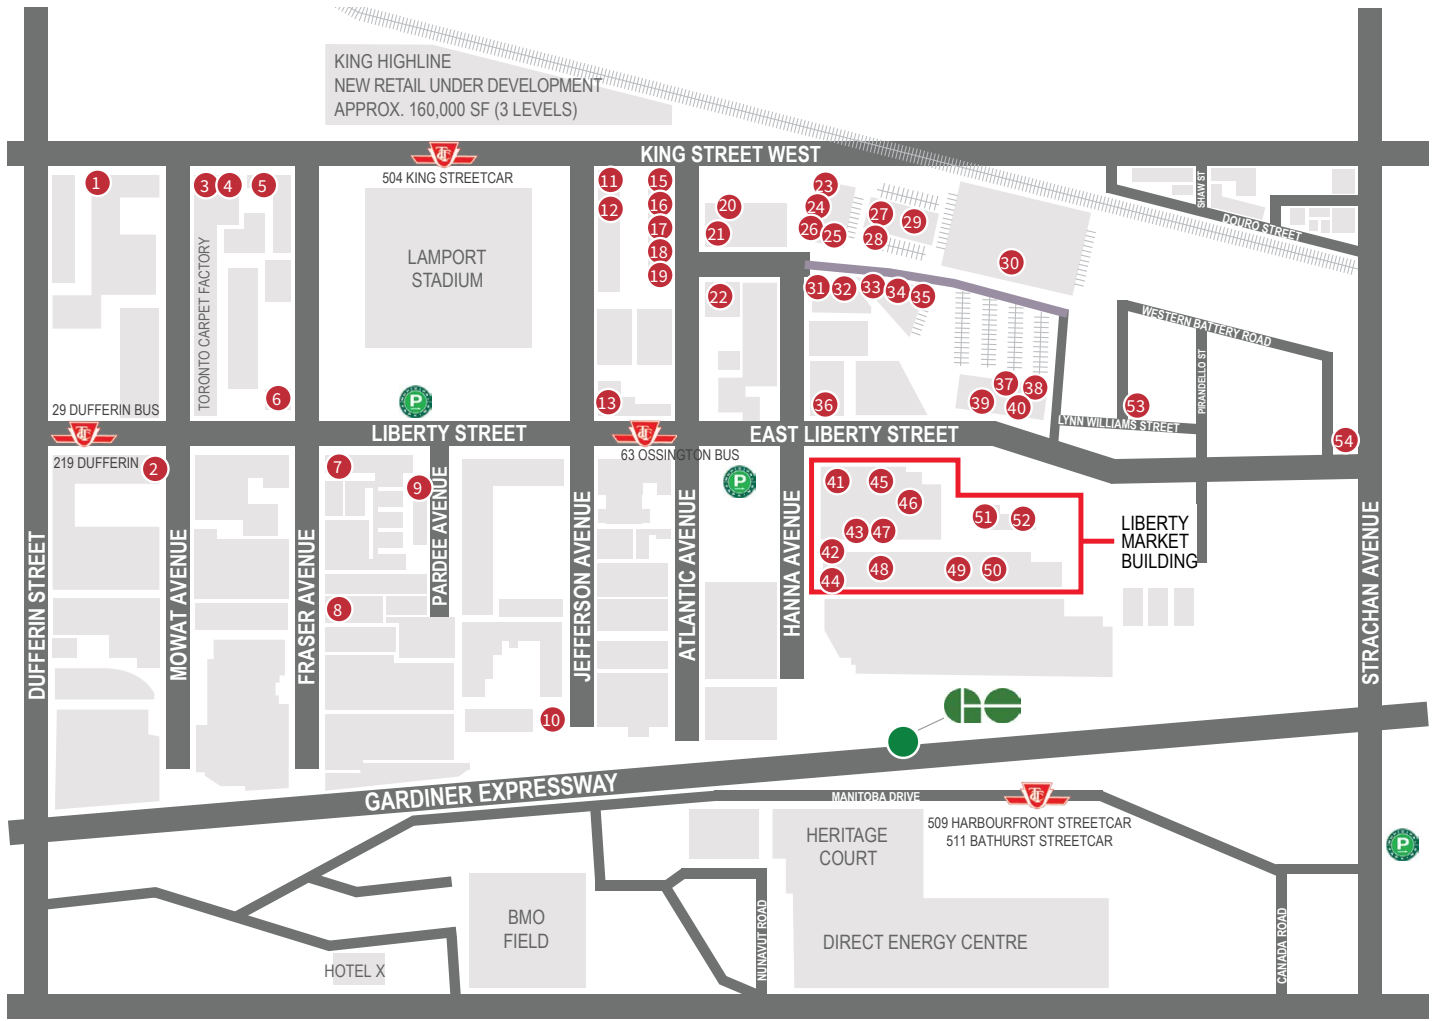 KING HIGHLINE
NEW RETAIL UNDER DEVELOPMENT
APPROX. 160,000 SF (3 LEVELS)
KING STREET WEST
504 KING STREETCAR
1
3
4
5
11
12
15
16
17
18
19
20
21
22
23
24
26
25
27
28
29
30
SHAW ST
DOURO STREET
TORONTO CARPET FACTORY
LAMPORT
STADIUM
31
32
33
34
35
WESTERN BATTERY ROAD
PIRANDELLO ST
6
P
13
36
37
38
39
40
53
LYNN WILLIAMS STREET
54
29 DUFFERIN BUS
LIBERTY STREET
EAST LIBERTY STREET
219 DUFFERIN
2
63 OSSINGTON BUS
7
9
P
41
45
46
43
47
42
44
48
49
50
51
52
LIBERTY
MARKET
BUILDING
8
10
DUFFERIN STREET
MOWAT AVENUE
FRASER AVENUE
PARDEE AVENUE
JEFFERSON AVENUE
ATLANTIC AVENUE
HANNA AVENUE
STRACHAN AVENUE
GO
GARDINER EXPRESSWAY
MANITOBA DRIVE
509 HARBOURFRONT STREETCAR
511 BATHURST STREETCAR
HERITAGE
COURT
P
BMO
FIELD
NUNAVUT ROAD
DIRECT ENERGY CENTRE
CANADA ROAD
HOTEL X